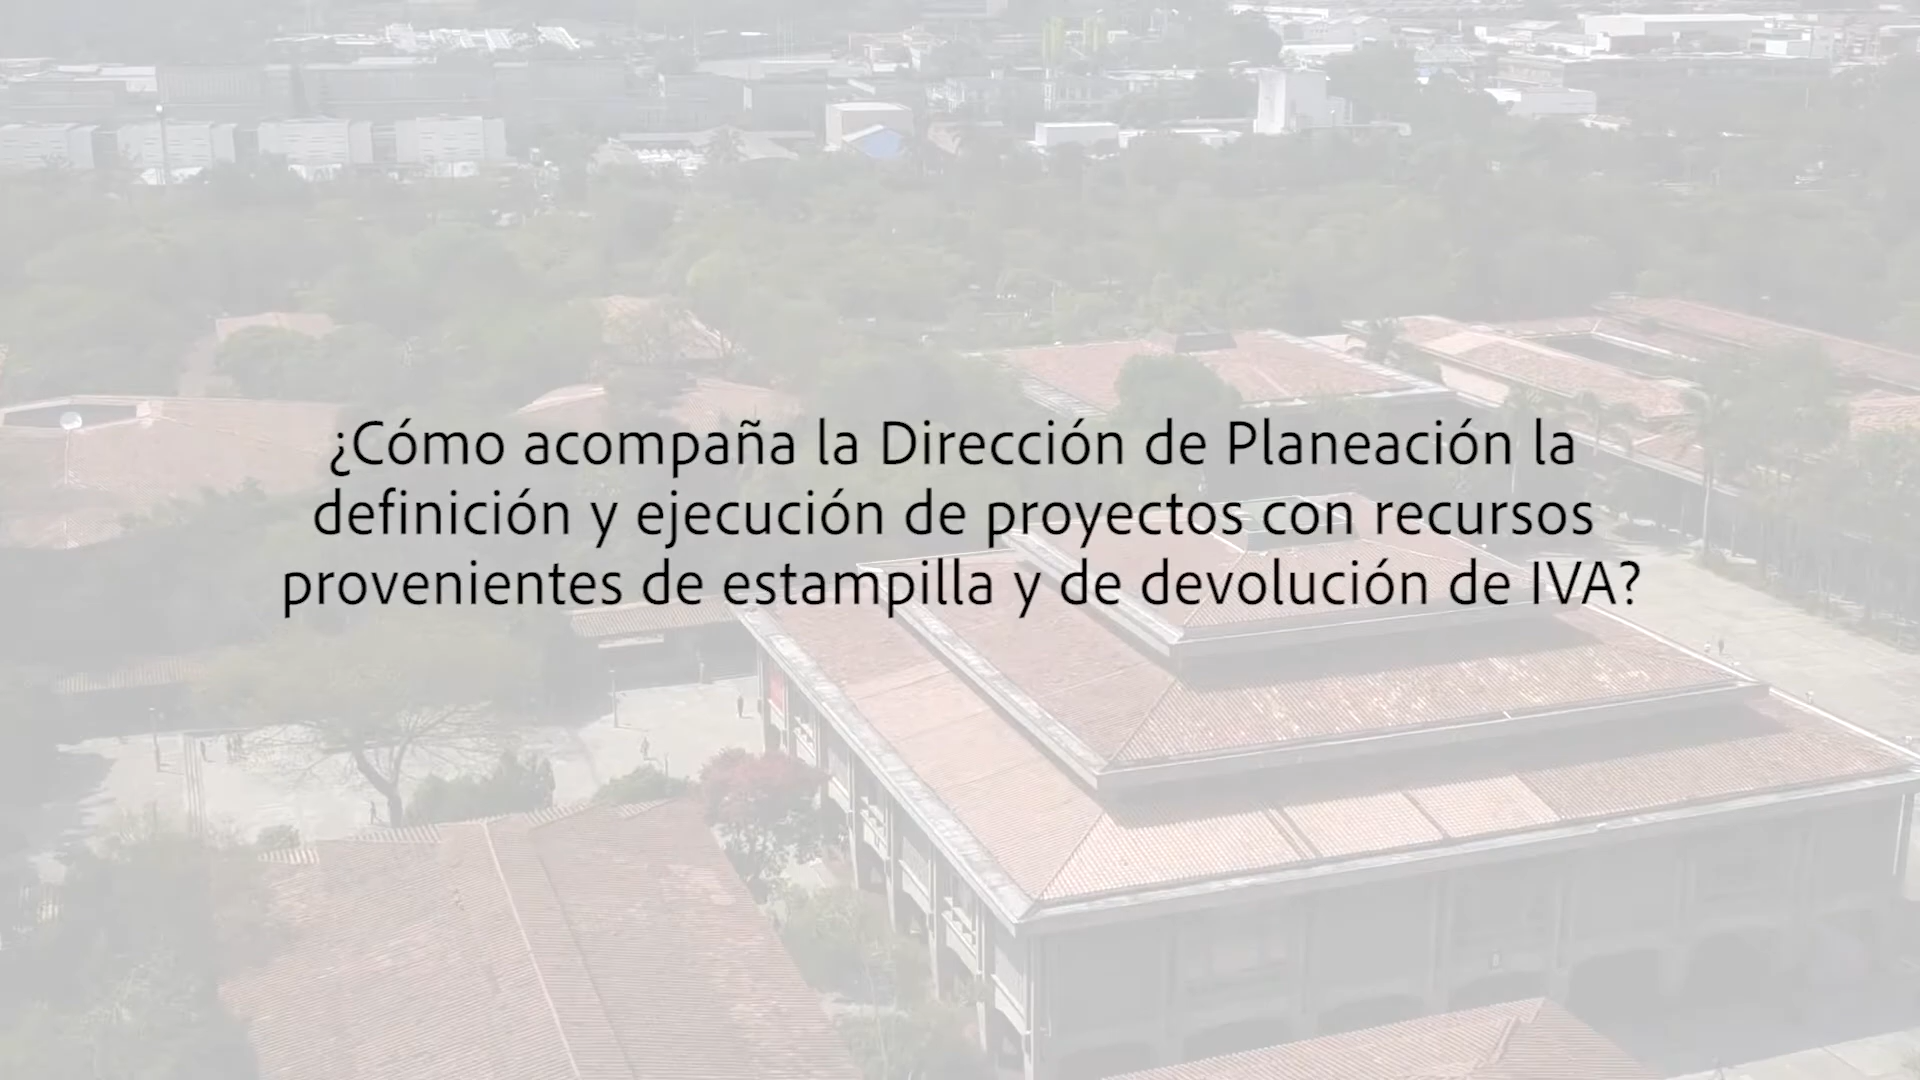 ¿Cómo acompaña la Dirección de Planeación la
definición y ejecución de proyectos con recursos
provenientes de estampilla y de devolución de IVA?